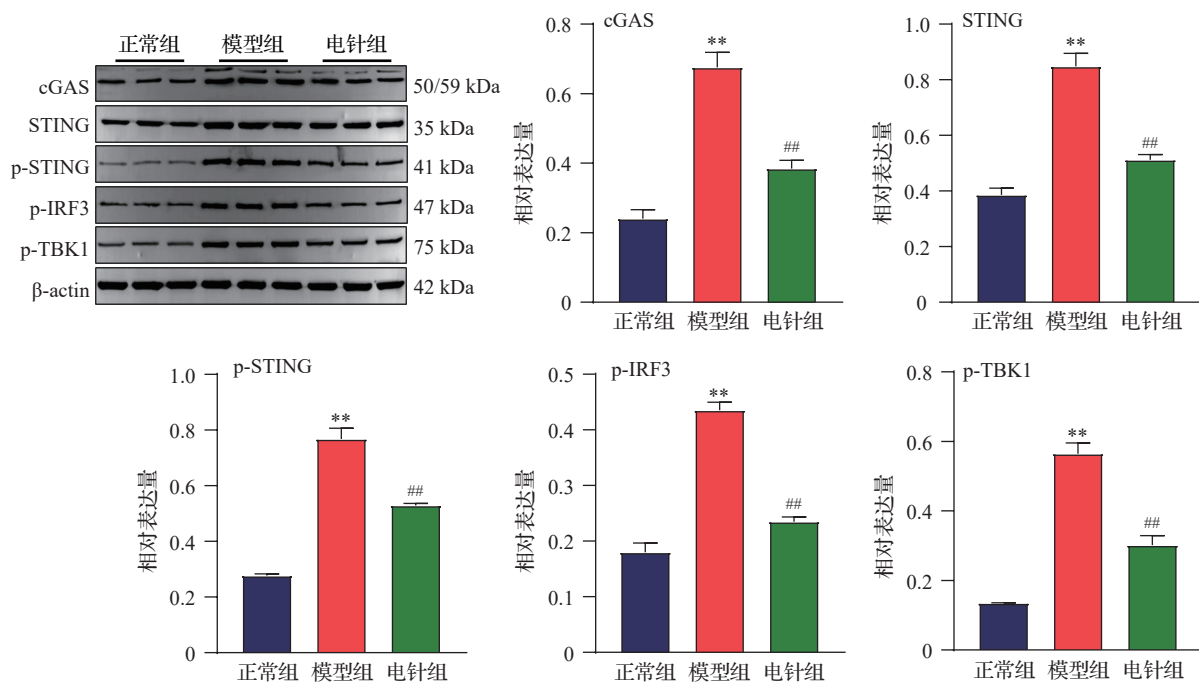 正常组 模型组 电针组
cGAS 50/59 kDa
STING 35 kDa
p-STING 41 kDa
p-IRF3 47 kDa
p-TBK1 75 kDa
β-actin 42 kDa
cGAS
相对表达量
0.8
0.6
0.4
0.2
0
**
##
正常组 模型组 电针组
STING
相对表达量
1.0
0.8
0.6
0.4
0.2
0
**
##
正常组 模型组 电针组
p-STING
相对表达量
1.0
0.8
0.6
0.4
0.2
0
**
##
正常组 模型组 电针组
p-IRF3
相对表达量
0.5
0.4
0.3
0.2
0.1
0
**
##
正常组 模型组 电针组
p-TBK1
相对表达量
0.8
0.6
0.4
0.2
0
**
##
正常组 模型组 电针组